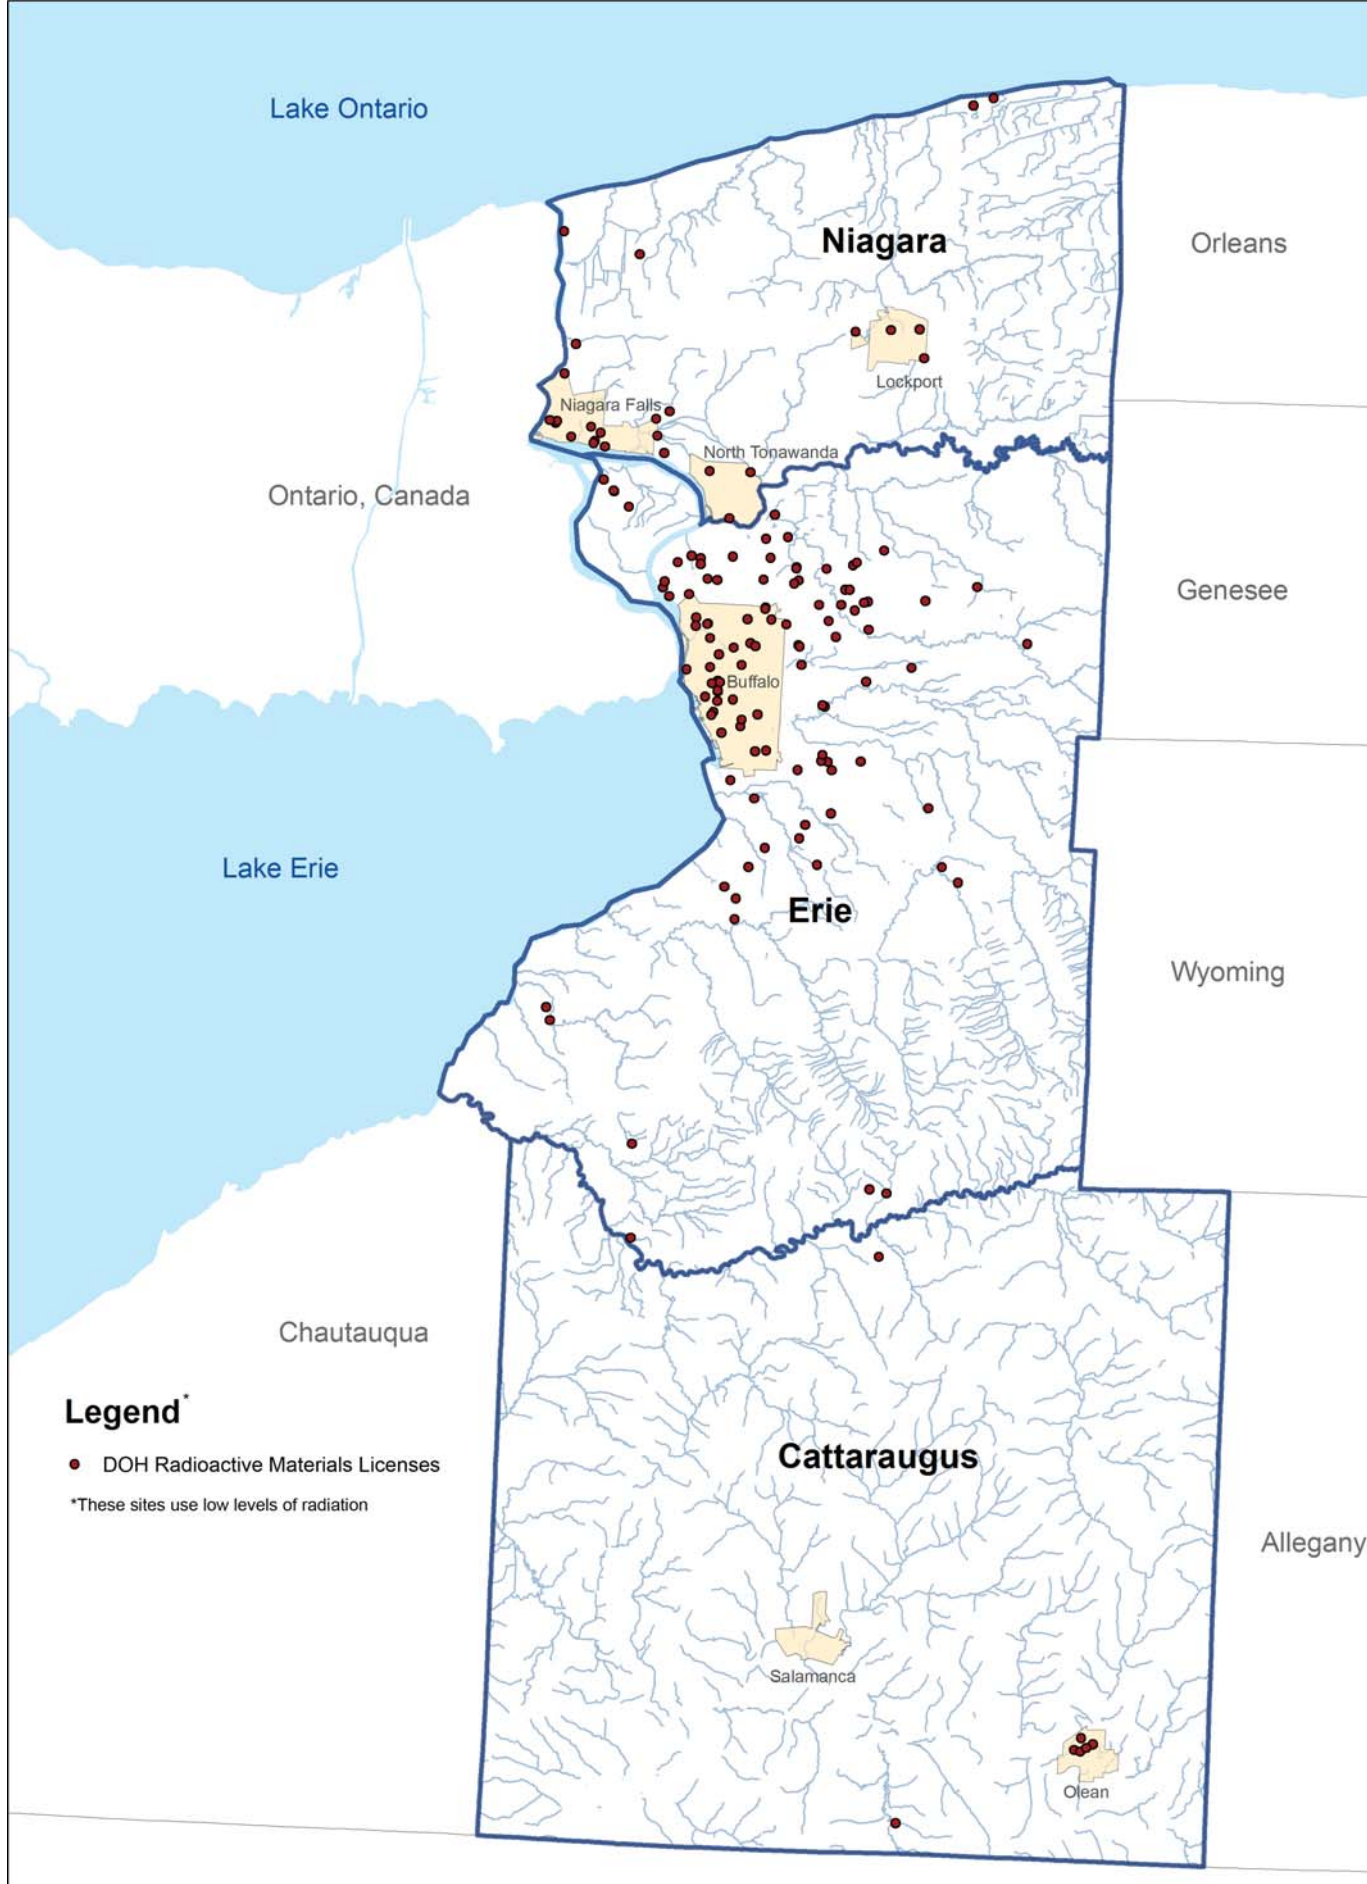 Lake Ontario
Niagara
Orleans
Lockport
Niagara Falls
North Tonawanda
Ontario, Canada
Genesee
Buffalo
Lake Erie
Erie
Wyoming
Chautauqua
Legend*
DOH Radioactive Materials Licenses
*These sites use low levels of radiation
Cattaraugus
Allegany
Salamanca
Olean